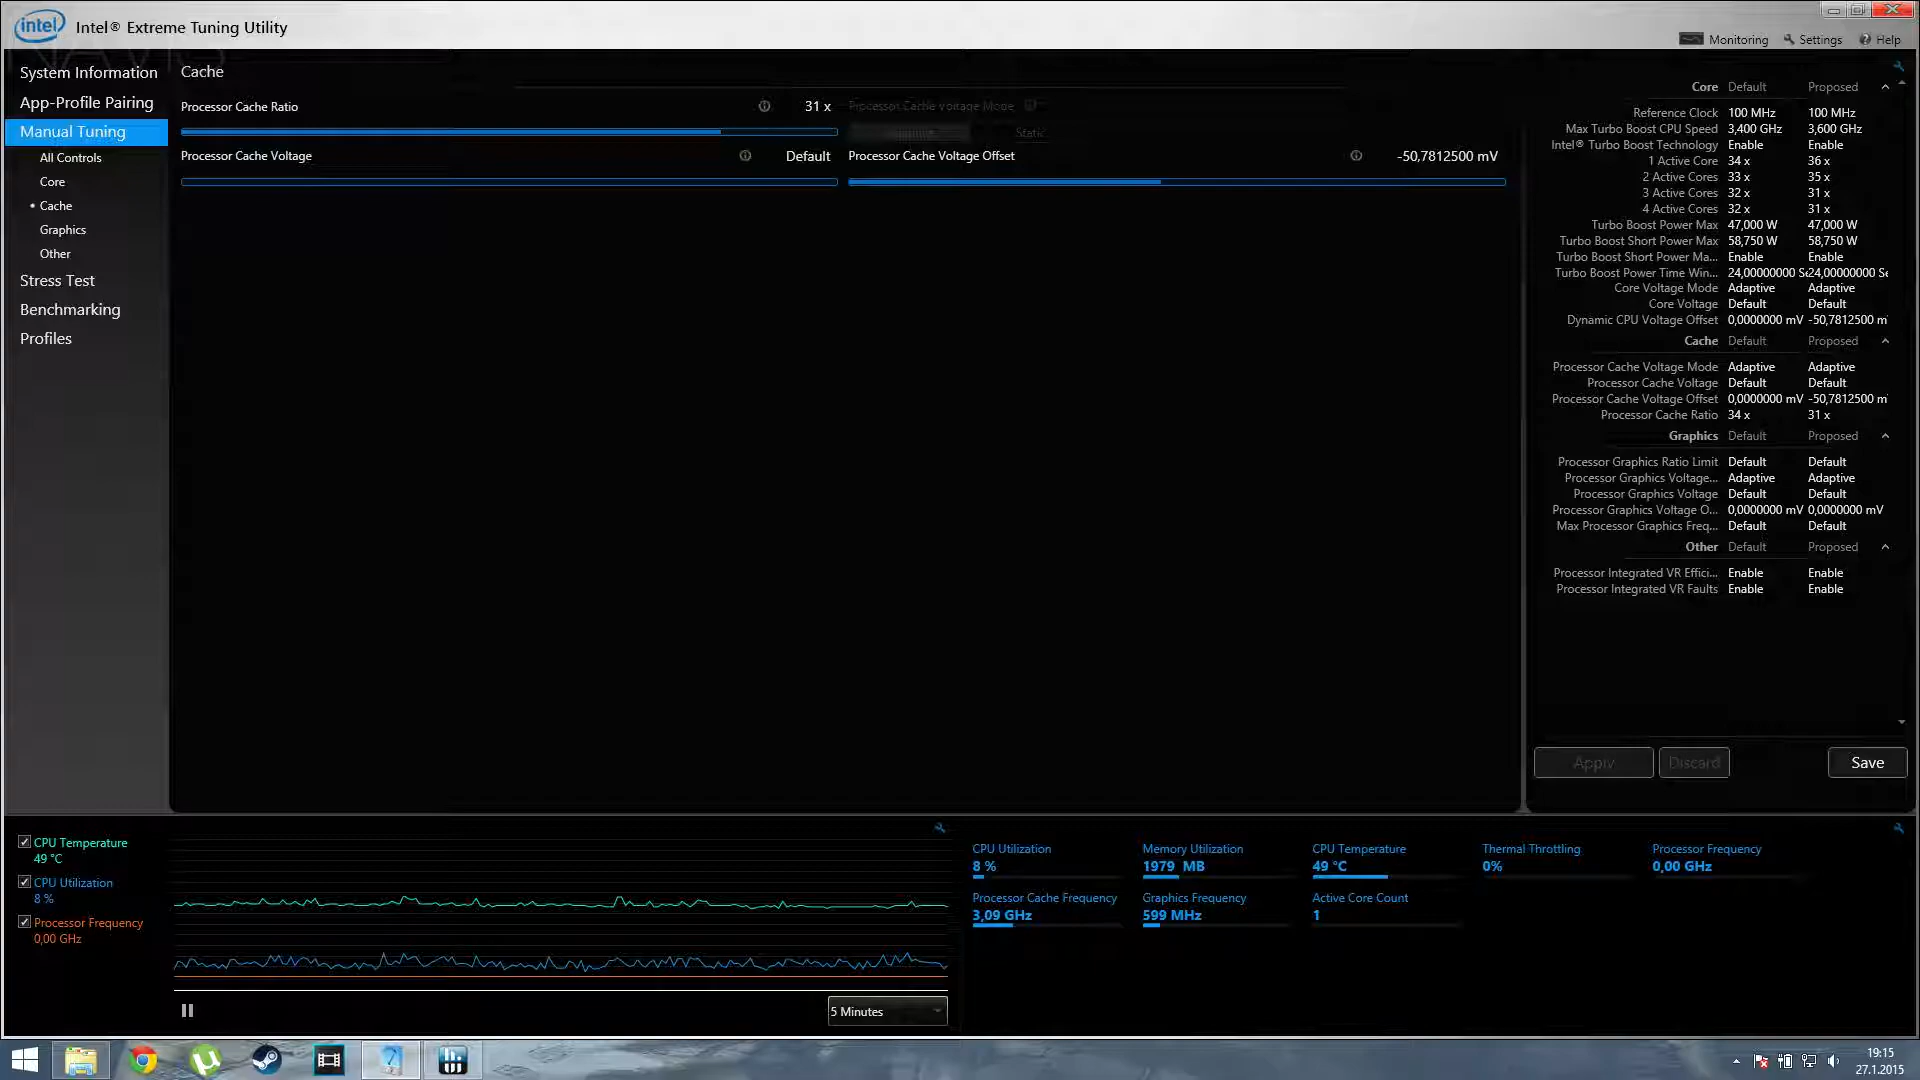 intel Intel® Extreme Tuning Utility
Monitoring Settings Help
System Information
App-Profile Pairing
Manual Tuning
All Controls
Core
• Cache
Graphics
Other
Stress Test
Benchmarking
Profiles
Cache
Processor Cache Ratio 31 x
Processor Cache Voltage Mode
Static
Processor Cache Voltage Default
Processor Cache Voltage Offset -50,7812500 mV
Core Default Proposed
Reference Clock 100 MHz 100 MHz
Max Turbo Boost CPU Speed 3,400 GHz 3,600 GHz
Intel® Turbo Boost Technology Enable Enable
1 Active Core 34 x 36 x
2 Active Cores 33 x 35 x
3 Active Cores 32 x 31 x
4 Active Cores 32 x 31 x
Turbo Boost Power Max 47,000 W 47,000 W
Turbo Boost Short Power Max 58,750 W 58,750 W
Turbo Boost Short Power Ma... Enable Enable
Turbo Boost Power Time Win... 24,00000000 Se 24,00000000 Se
Core Voltage Mode Adaptive Adaptive
Core Voltage Default Default
Dynamic CPU Voltage Offset 0,0000000 mV -50,7812500 m
Cache Default Proposed
Processor Cache Voltage Mode Adaptive Adaptive
Processor Cache Voltage Default Default
Processor Cache Voltage Offset 0,0000000 mV -50,7812500 m
Processor Cache Ratio 34 x 31 x
Graphics Default Proposed
Processor Graphics Ratio Limit Default Default
Processor Graphics Voltage... Adaptive Adaptive
Processor Graphics Voltage Default Default
Processor Graphics Voltage O... 0,0000000 mV 0,0000000 mV
Max Processor Graphics Freq... Default Default
Other Default Proposed
Processor Integrated VR Effici... Enable Enable
Processor Integrated VR Faults Enable Enable
Apply Discard Save
CPU Temperature
49 °C
CPU Utilization
8 %
Processor Frequency
0,00 GHz
5 Minutes
CPU Utilization
8 %
Memory Utilization
1979 MB
CPU Temperature
49 °C
Thermal Throttling
0%
Processor Frequency
0,00 GHz
Processor Cache Frequency
3,09 GHz
Graphics Frequency
599 MHz
Active Core Count
1
19:15
27.1.2015